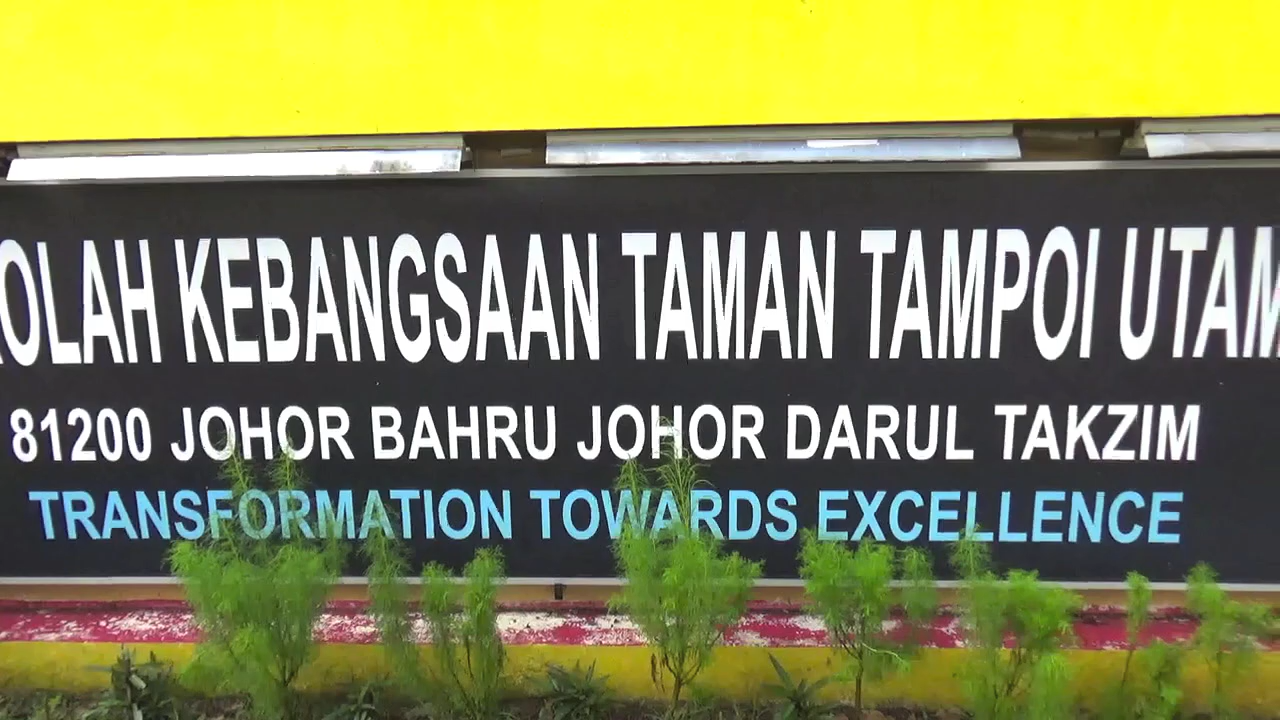 OLAH KEBANGSAAN TAMAN TAMPOI UTAM
81200 JOHOR BAHRU JOHOR DARUL TAKZIM
TRANSFORMATION TOWARDS EXCELLENCE